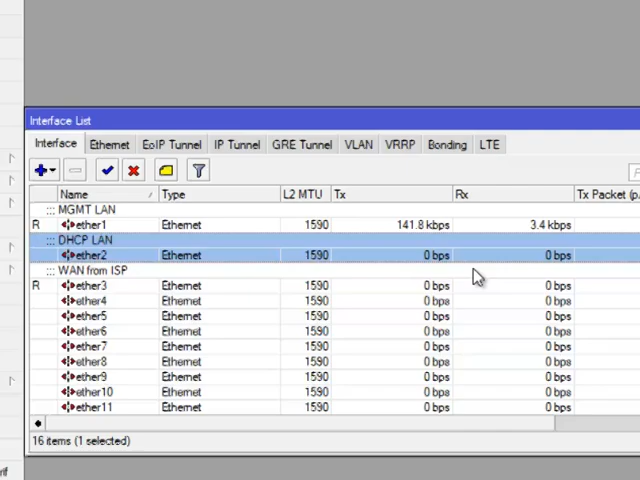 Interface List
Interface Ethernet EoIP Tunnel IP Tunnel GRE Tunnel VLAN VRRP Bonding LTE
Name Type L2 MTU Tx Rx Tx Packet (p
::: MGMT LAN
R ether1 Ethernet 1590 141.8 kbps 3.4 kbps
::: DHCP LAN
ether2 Ethernet 1590 0 bps 0 bps
::: WAN from ISP
R ether3 Ethernet 1590 0 bps 0 bps
ether4 Ethernet 1590 0 bps 0 bps
ether5 Ethernet 1590 0 bps 0 bps
ether6 Ethernet 1590 0 bps 0 bps
ether7 Ethernet 1590 0 bps 0 bps
ether8 Ethernet 1590 0 bps 0 bps
ether9 Ethernet 1590 0 bps 0 bps
ether10 Ethernet 1590 0 bps 0 bps
ether11 Ethernet 1590 0 bps 0 bps
16 items (1 selected)